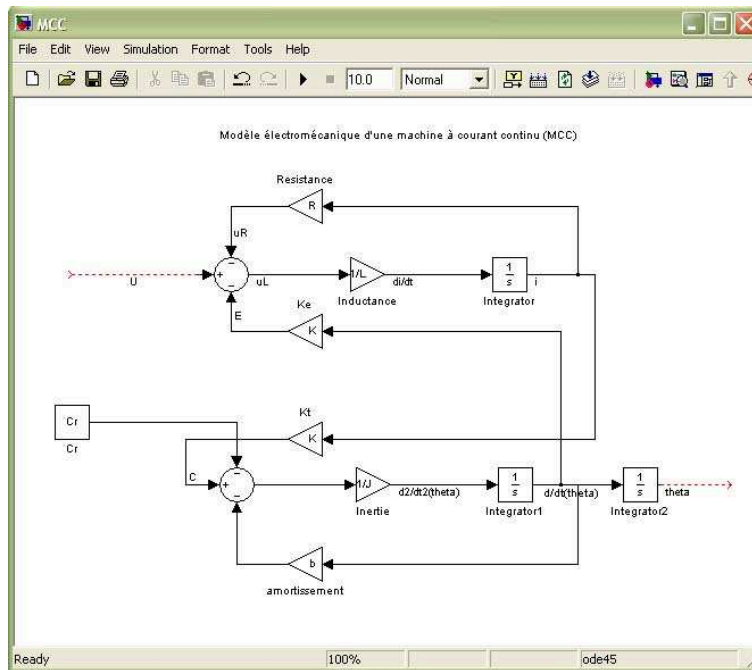 MCC
File Edit View Simulation Format Tools Help
10.0 Normal
Modèle électromécanique d'une machine à courant continu (MCC)
Resistance
R
uR
U
+
−
−
uL
1/L
Inductance
di/dt
1
s
Integrator
i
E
Ke
K
Cr
Cr
Kt
K
C
+
−
−
1/J
Inertie
d2/dt2(theta)
1
s
Integrator1
d/dt(theta)
1
s
Integrator2
theta
b
amortissement
Ready 100% ode45